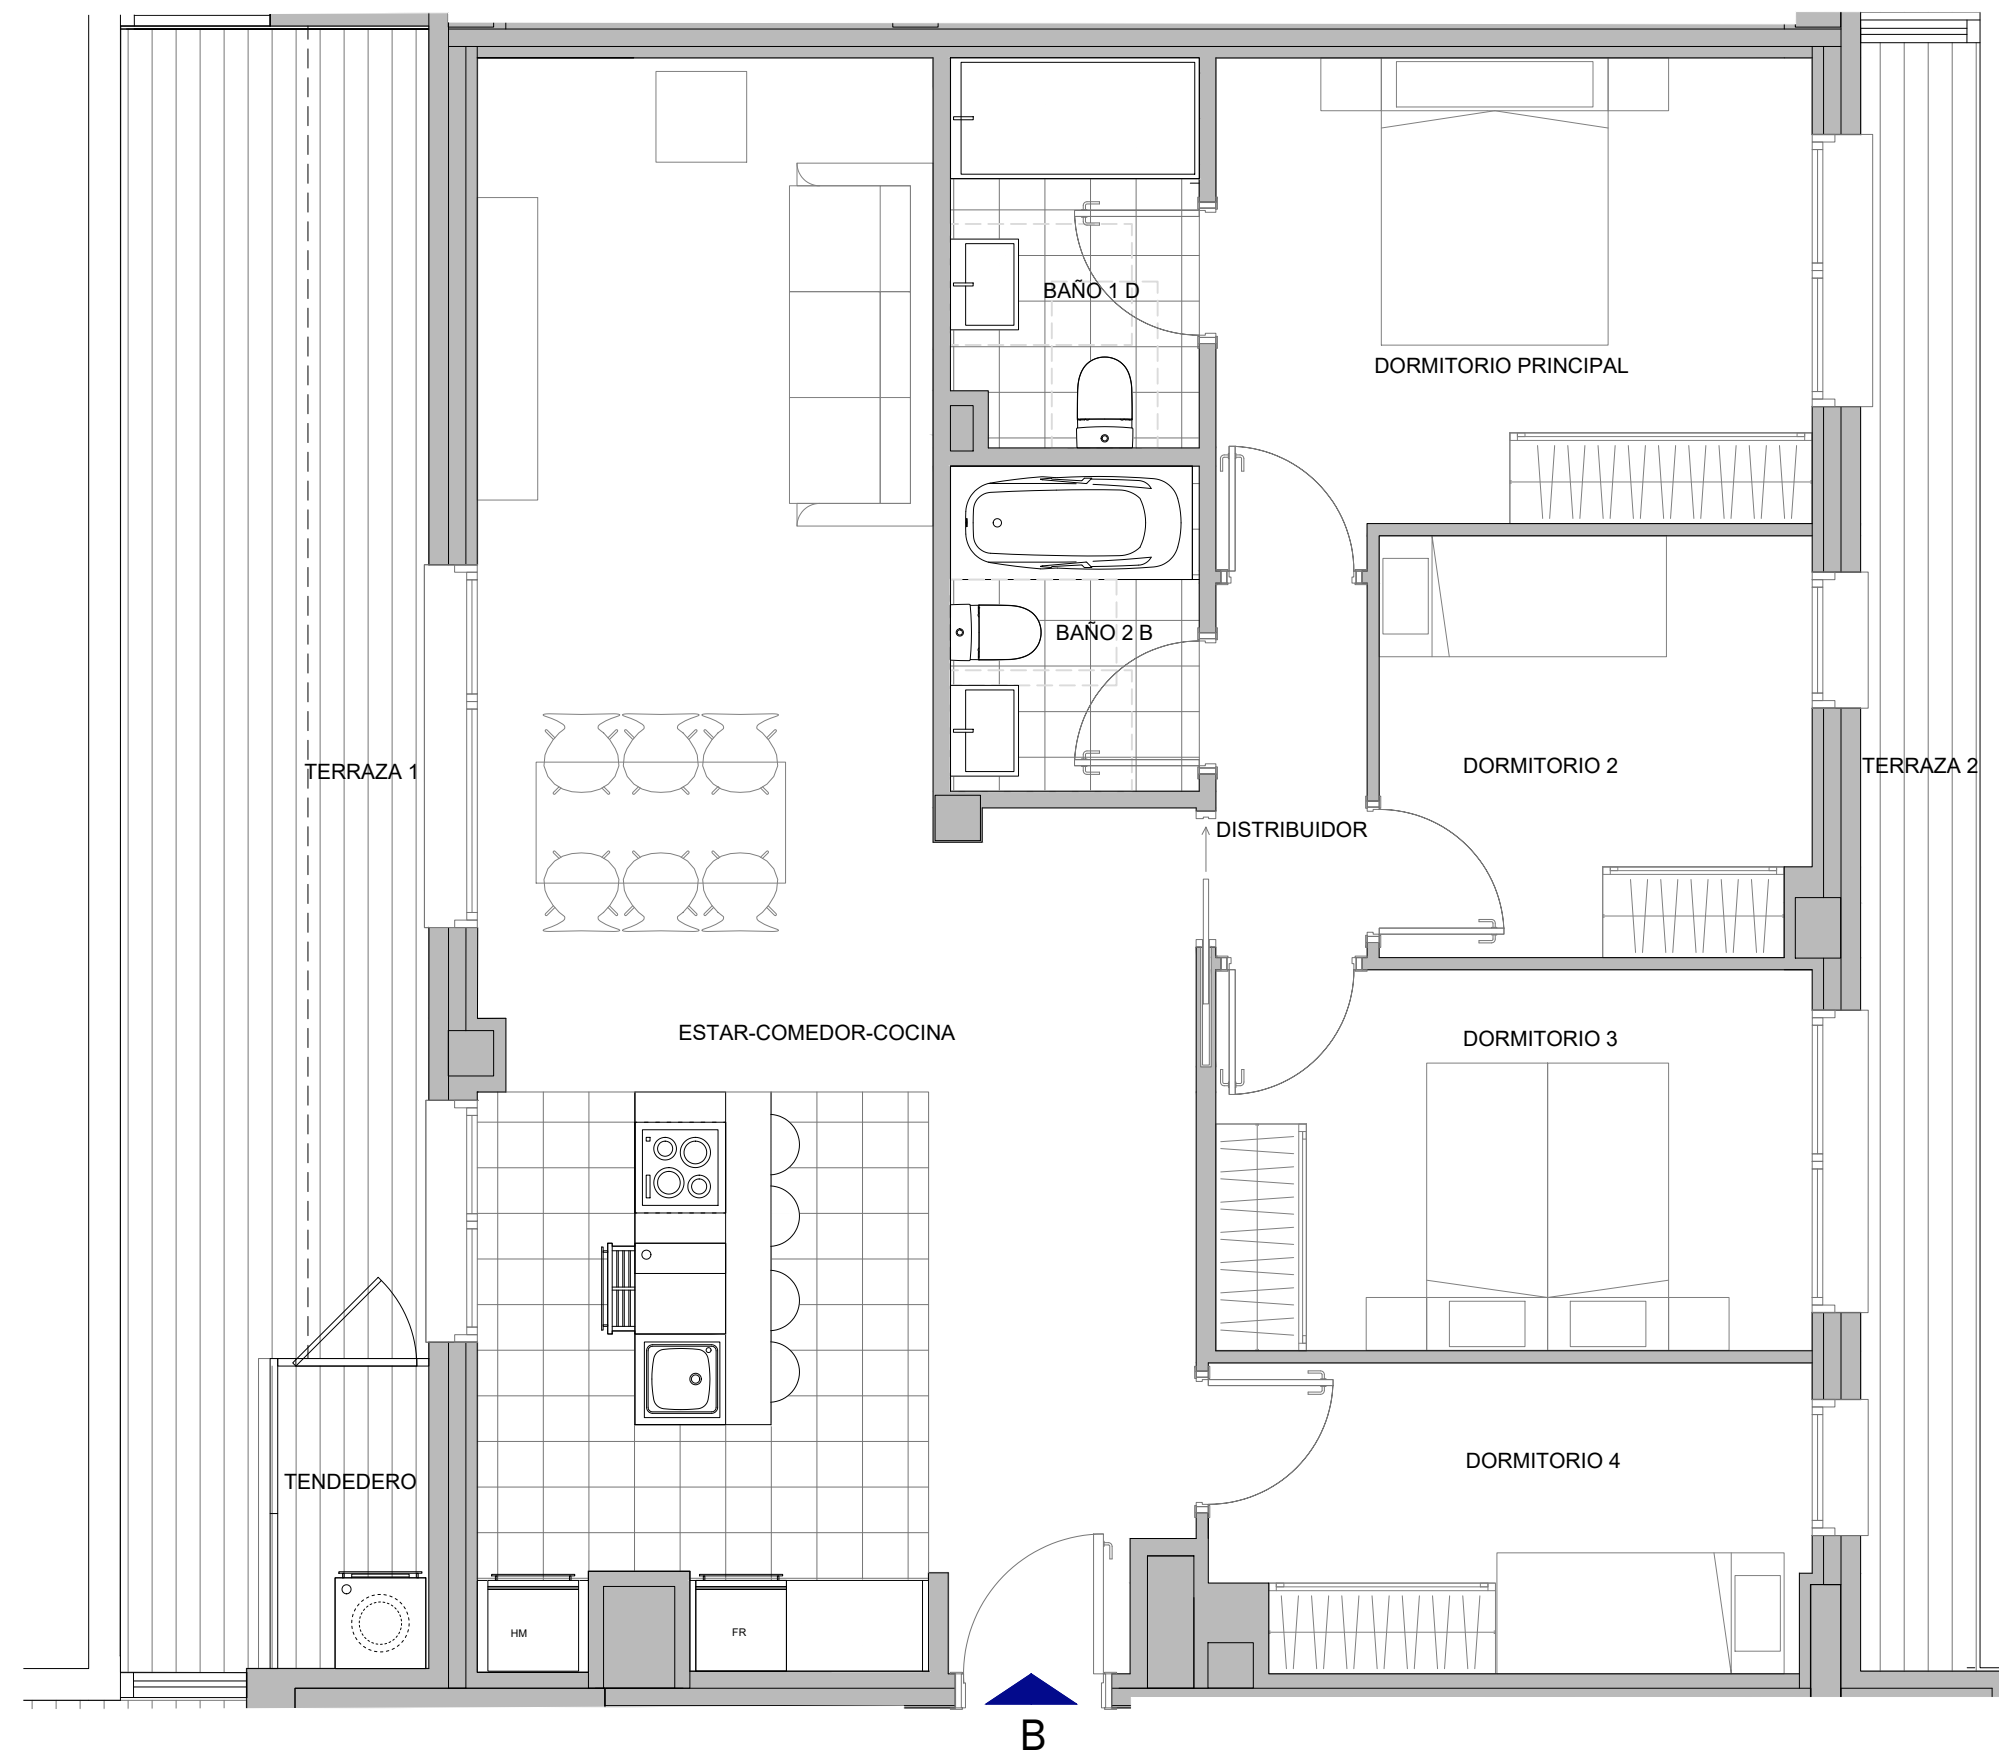 BAÑO 1 D
DORMITORIO PRINCIPAL
BAÑO 2 B
TERRAZA 1
DORMITORIO 2
TERRAZA 2
DISTRIBUIDOR
ESTAR-COMEDOR-COCINA
DORMITORIO 3
DORMITORIO 4
TENDEDERO
HM
FR
B